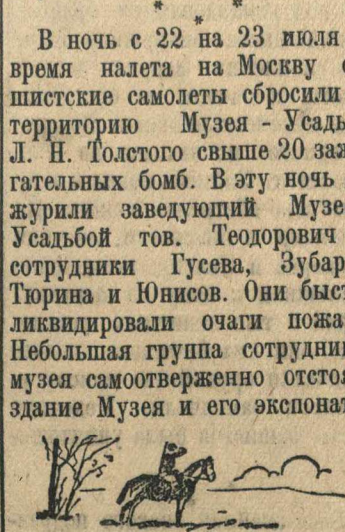 * * *
В ночь с 22 на 23 июля
время налета на Москву
шистские самолеты сбросили
территорию Музея - Усадь
Л. Н. Толстого свыше 20 заж
гательных бомб. В эту ночь
журили заведующий Музе
Усадьбой тов. Теодорович
сотрудники Гусева, Зубар
Тюрина и Юнисов. Они быст
ликвидировали очаги пожа
Небольшая группа сотрудни
музея самоотверженно отстоя
здание Музея и его экспонат